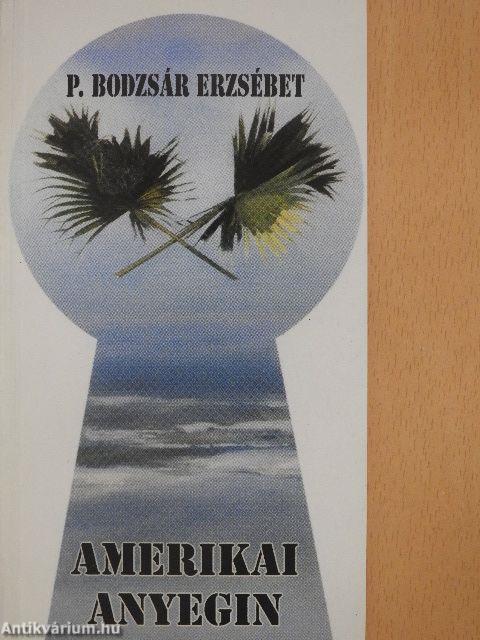 P. BODZSÁR ERZSÉBET
AMERIKAI
ANYEGIN
Antikvárium.hu